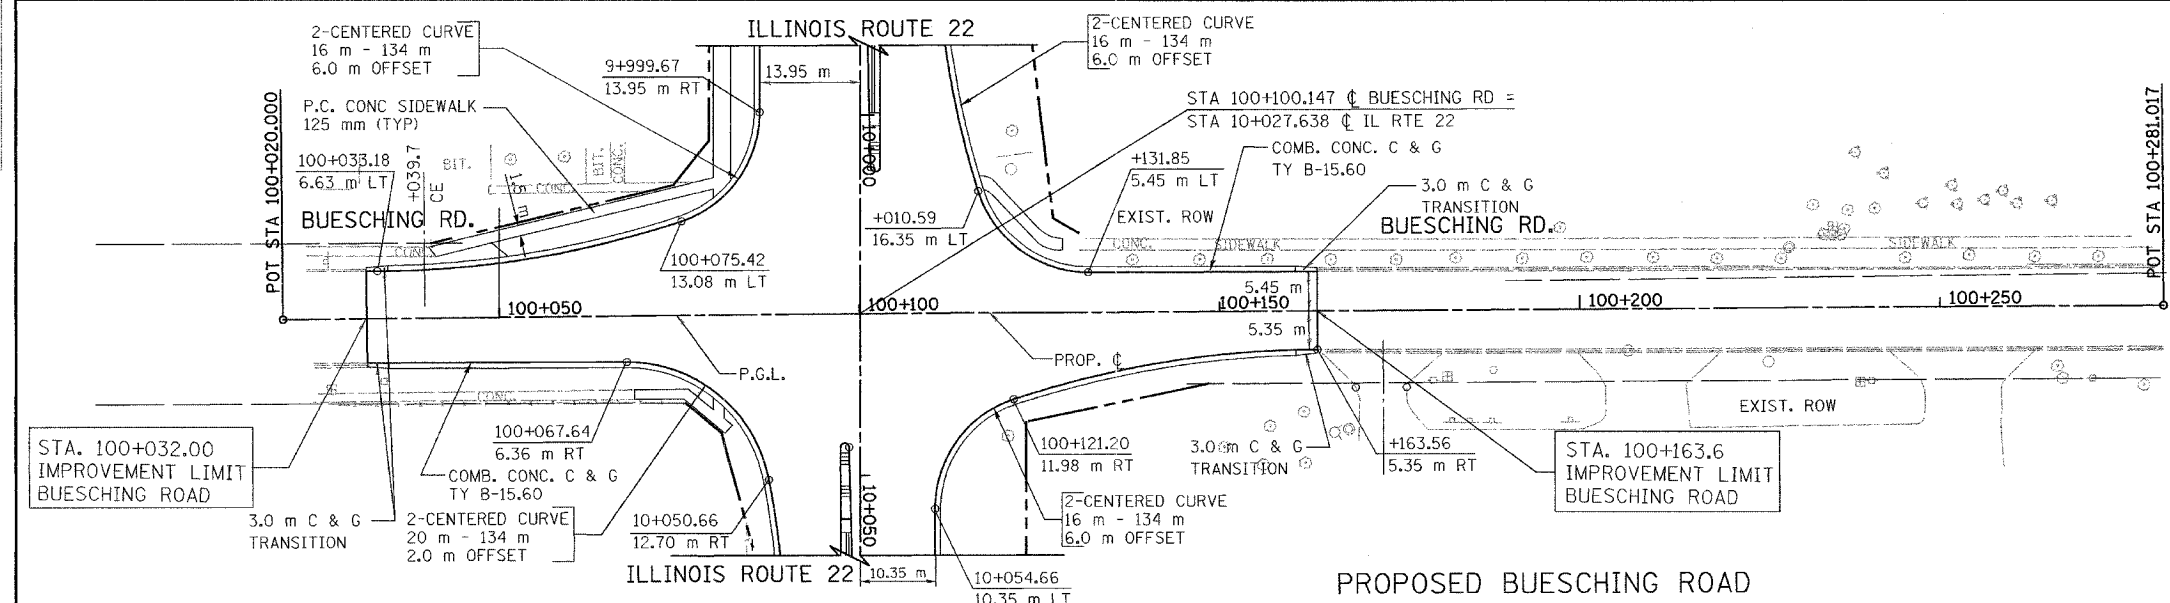 ILLINOIS ROUTE 22
2-CENTERED CURVE
16 m - 134 m
6.0 m OFFSET
9+999.67
13.95 m RT
13.95 m
2-CENTERED CURVE
16 m - 134 m
6.0 m OFFSET
P.C. CONC SIDEWALK
125 mm (TYP)
STA 100+100.147 ℄ BUESCHING RD =
STA 10+027.638 ℄ IL RTE 22
POT STA 100+020.000
100+033.18
6.63 m LT
+039.7
CE
BIT.
BIT.
CONC.
CONC
1.5 m
10+000
BUESCHING RD.
CONC
+131.85
5.45 m LT
COMB. CONC. C & G
TY B-15.60
3.0 m C & G
TRANSITION
BUESCHING RD.
+010.59
16.35 m LT
EXIST. ROW
CONC.
SIDEWALK
SIDEWALK
POT STA 100+281.017
100+075.42
13.08 m LT
100+050
100+100
5.45 m
100+150
100+200
100+250
5.35 m
P.G.L.
PROP. ℄
CONC.
EXIST. ROW
STA. 100+032.00
IMPROVEMENT LIMIT
BUESCHING ROAD
100+067.64
6.36 m RT
COMB. CONC. C & G
TY B-15.60
100+121.20
11.98 m RT
3.0 m C & G
TRANSITION
+163.56
5.35 m RT
STA. 100+163.6
IMPROVEMENT LIMIT
BUESCHING ROAD
3.0 m C & G
TRANSITION
2-CENTERED CURVE
20 m - 134 m
2.0 m OFFSET
10+050.66
12.70 m RT
10+050
2-CENTERED CURVE
16 m - 134 m
6.0 m OFFSET
ILLINOIS ROUTE 22
10.35 m
10+054.66
10.35 m LT
PROPOSED BUESCHING ROAD